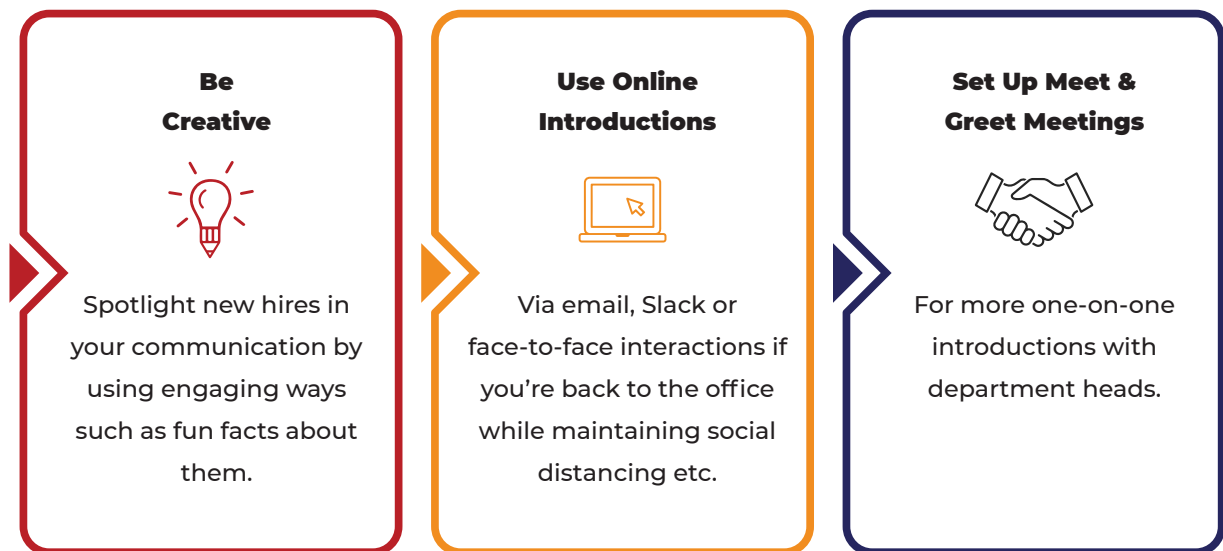 Be
Creative
Spotlight new hires in
your communication by
using engaging ways
such as fun facts about
them.
Use Online
Introductions
Via email, Slack or
face-to-face interactions if
you’re back to the office
while maintaining social
distancing etc.
Set Up Meet &
Greet Meetings
For more one-on-one
introductions with
department heads.